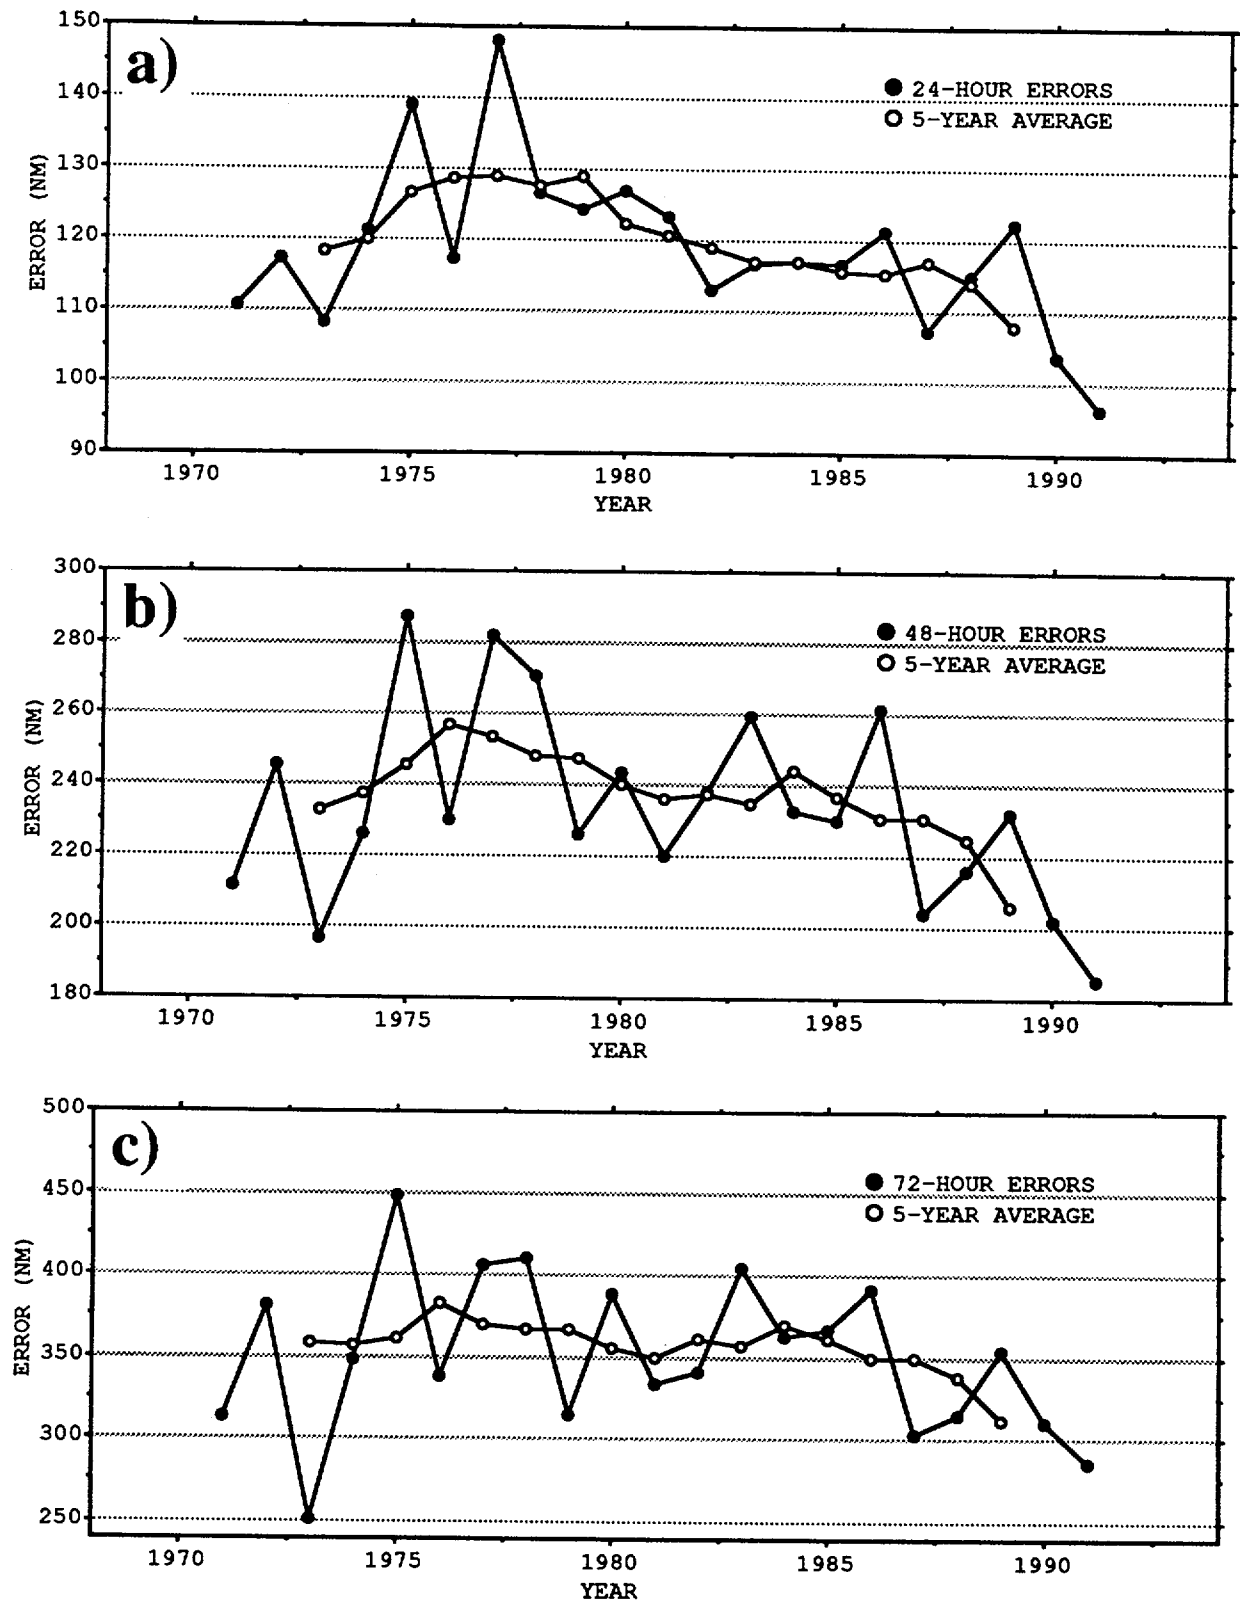 a)
150
140
130
120
110
100
90
ERROR (NM)
24-HOUR ERRORS
5-YEAR AVERAGE
1970 1975 1980 1985 1990
YEAR
b)
300
280
260
240
220
200
180
ERROR (NM)
48-HOUR ERRORS
5-YEAR AVERAGE
1970 1975 1980 1985 1990
YEAR
c)
500
450
400
350
300
250
ERROR (NM)
72-HOUR ERRORS
5-YEAR AVERAGE
1970 1975 1980 1985 1990
YEAR